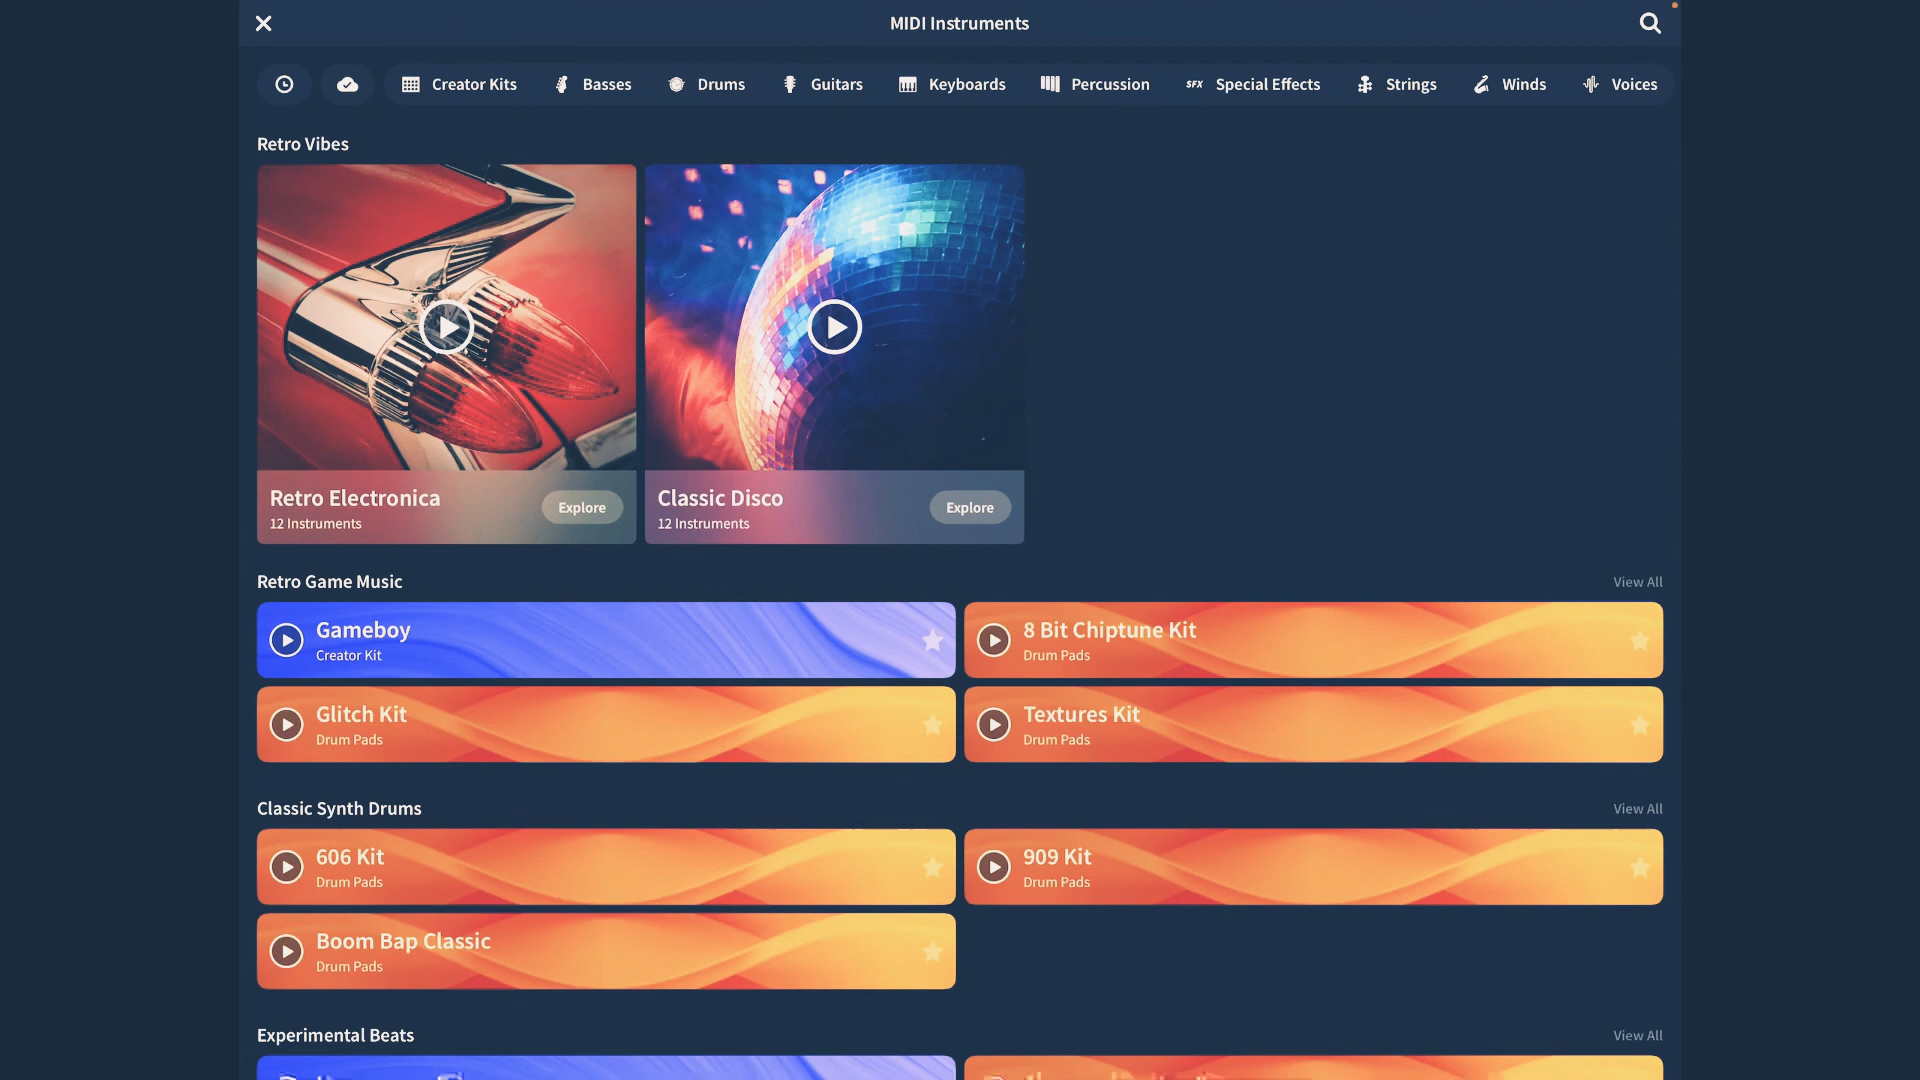 MIDI Instruments
Creator Kits
Basses
Drums
Guitars
Keyboards
Percussion
SFX
Special Effects
Strings
Winds
Voices
Retro Vibes
Retro Electronica
12 Instruments
Explore
Classic Disco
12 Instruments
Explore
Retro Game Music
View All
Gameboy
Creator Kit
8 Bit Chiptune Kit
Drum Pads
Glitch Kit
Drum Pads
Textures Kit
Drum Pads
Classic Synth Drums
View All
606 Kit
Drum Pads
909 Kit
Drum Pads
Boom Bap Classic
Drum Pads
Experimental Beats
View All